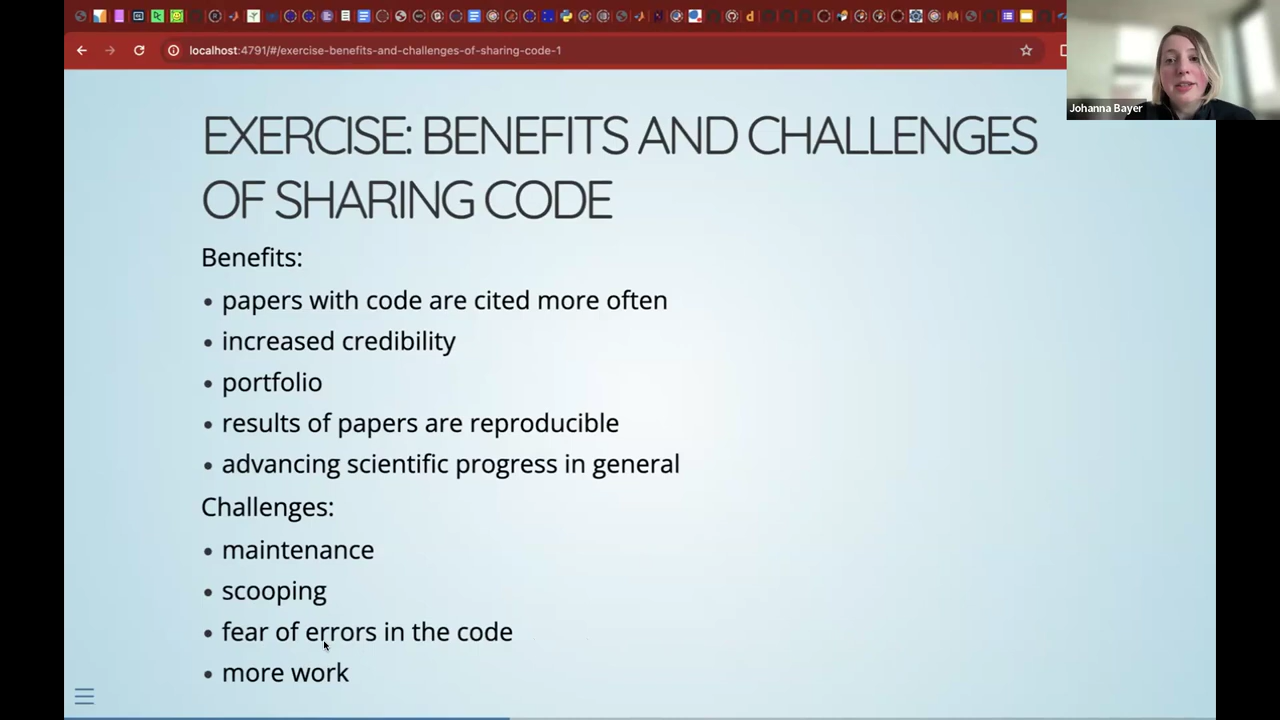 localhost:4791/#/exercise-benefits-and-challenges-of-sharing-code-1
Johanna Bayer
EXERCISE: BENEFITS AND CHALLENGES
OF SHARING CODE
Benefits:
• papers with code are cited more often
• increased credibility
• portfolio
• results of papers are reproducible
• advancing scientific progress in general
Challenges:
• maintenance
• scooping
• fear of errors in the code
• more work